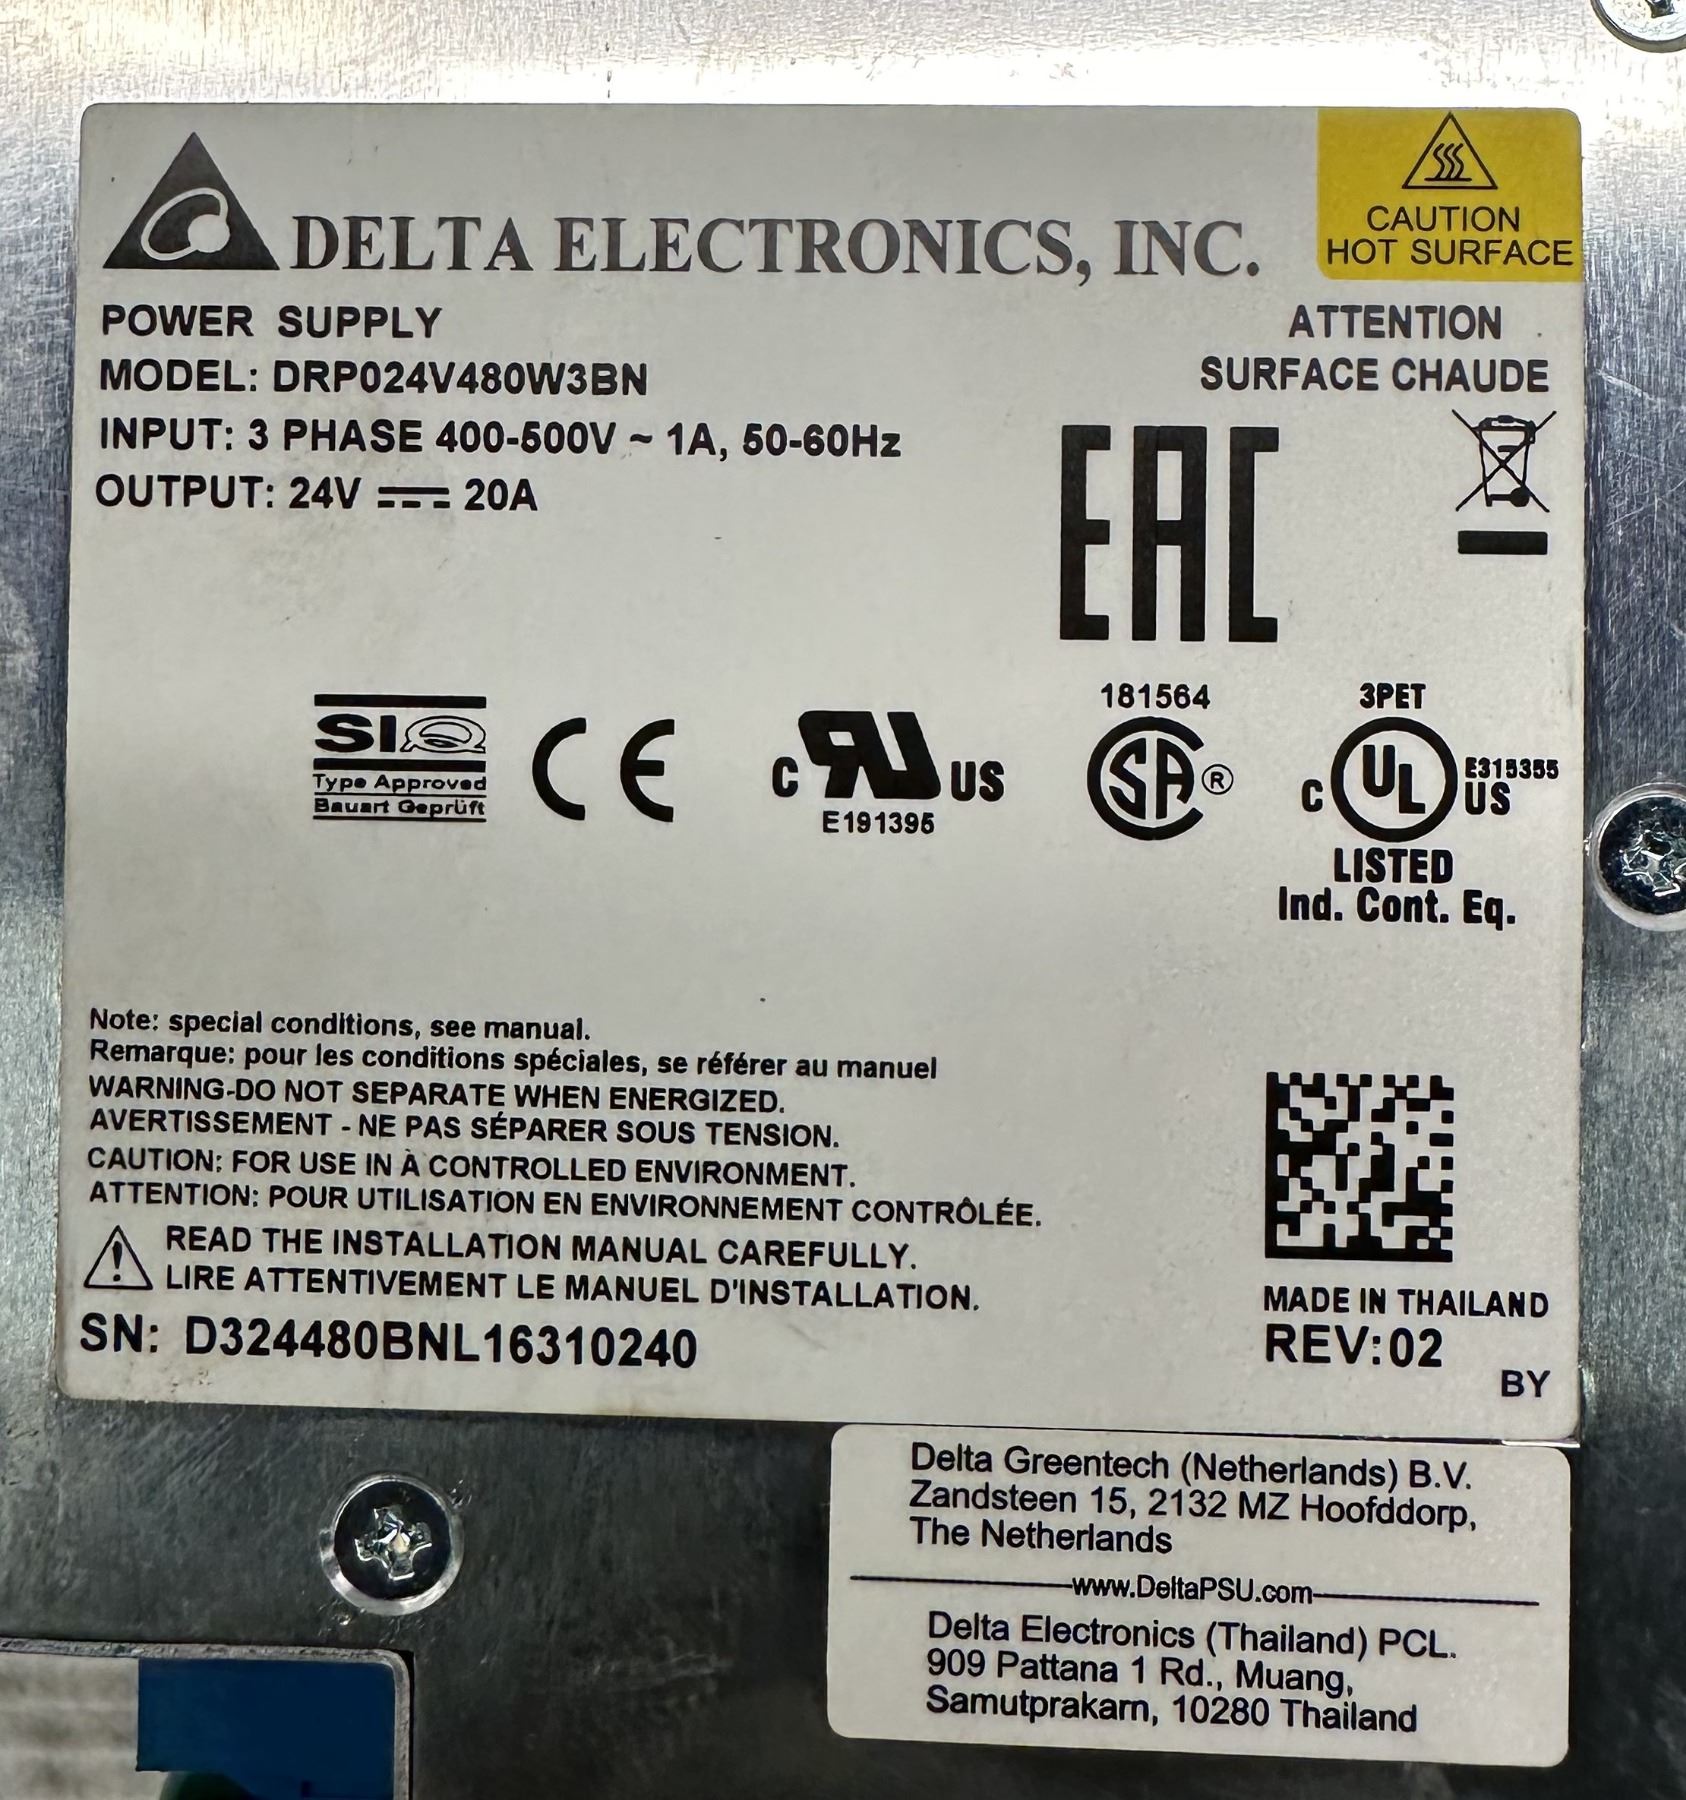 DELTA ELECTRONICS, INC.
CAUTION
HOT SURFACE
POWER SUPPLY
MODEL: DRP024V480W3BN
INPUT: 3 PHASE 400-500V ~ 1A, 50-60Hz
OUTPUT: 24V ⎓ 20A
ATTENTION
SURFACE CHAUDE
EAC
SIQ
Type Approved
Bauart Geprüft
CE
c RU US
E191395
181564
SA ®
3PET
c UL US
E315355
LISTED
Ind. Cont. Eq.
Note: special conditions, see manual.
Remarque: pour les conditions spéciales, se référer au manuel
WARNING-DO NOT SEPARATE WHEN ENERGIZED.
AVERTISSEMENT - NE PAS SÉPARER SOUS TENSION.
CAUTION: FOR USE IN À CONTROLLED ENVIRONMENT.
ATTENTION: POUR UTILISATION EN ENVIRONNEMENT CONTRÔLÉE.
READ THE INSTALLATION MANUAL CAREFULLY.
LIRE ATTENTIVEMENT LE MANUEL D'INSTALLATION.
SN: D324480BNL16310240
MADE IN THAILAND
REV:02
BY
Delta Greentech (Netherlands) B.V.
Zandsteen 15, 2132 MZ Hoofddorp,
The Netherlands
www.DeltaPSU.com
Delta Electronics (Thailand) PCL.
909 Pattana 1 Rd., Muang,
Samutprakarn, 10280 Thailand